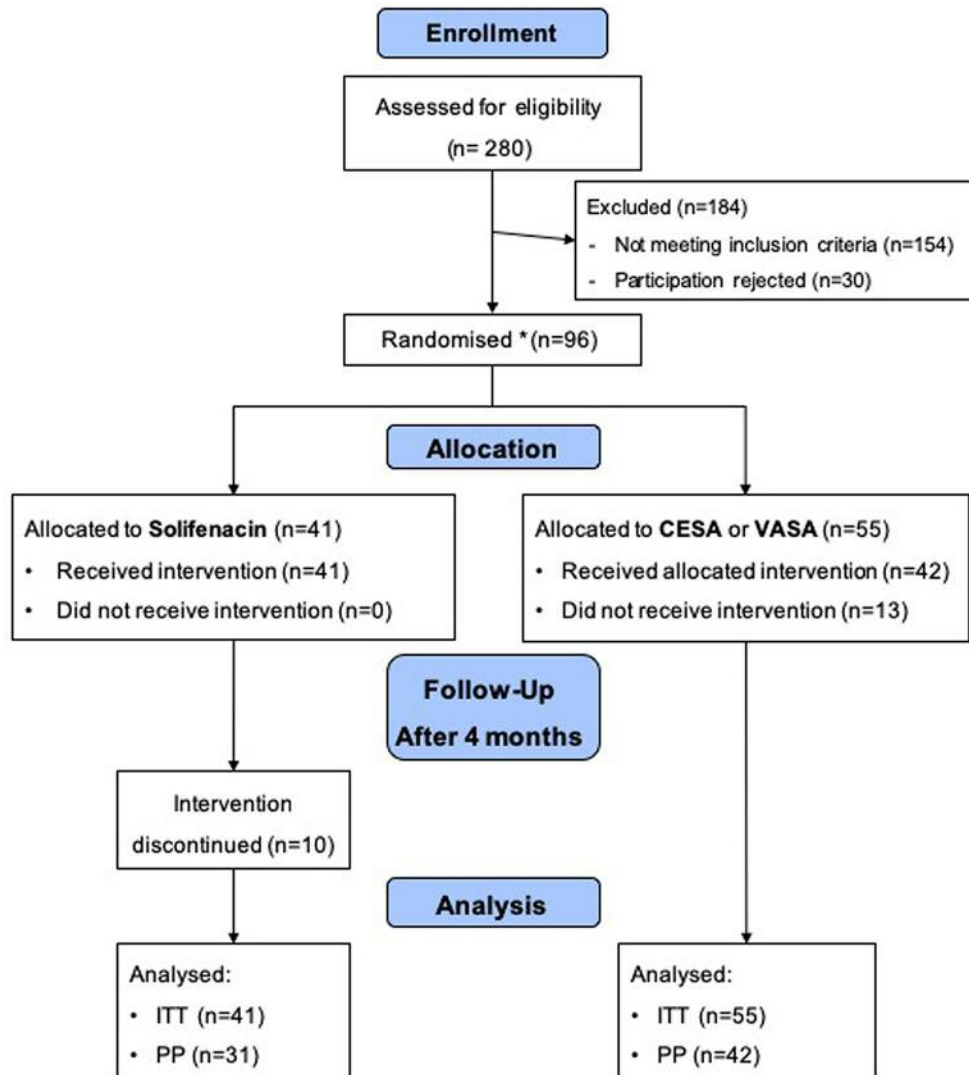 Enrollment
Assessed for eligibility
(n= 280)
Excluded (n=184)
- Not meeting inclusion criteria (n=154)
- Participation rejected (n=30)
Randomised *(n=96)
Allocation
Allocated to Solifenacin (n=41)
• Received intervention (n=41)
• Did not receive intervention (n=0)
Allocated to CESA or VASA (n=55)
• Received allocated intervention (n=42)
• Did not receive intervention (n=13)
Follow-Up
After 4 months
Intervention
discontinued (n=10)
Analysis
Analysed:
• ITT (n=41)
• PP (n=31)
Analysed:
• ITT (n=55)
• PP (n=42)